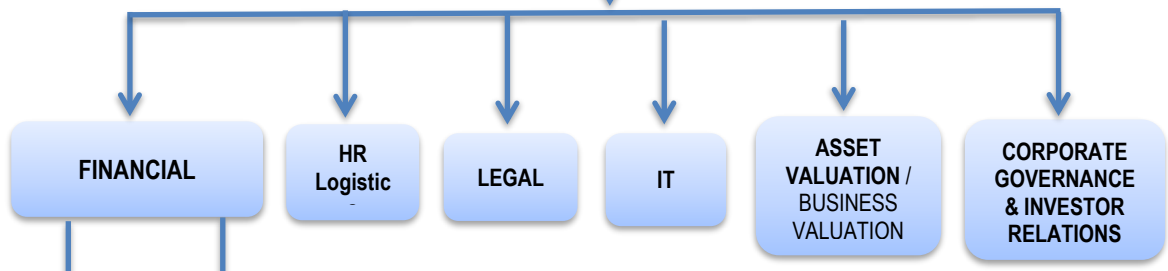 FINANCIAL
HR
Logistic
-
LEGAL
IT
ASSET
VALUATION /
BUSINESS
VALUATION
CORPORATE
GOVERNANCE
& INVESTOR
RELATIONS